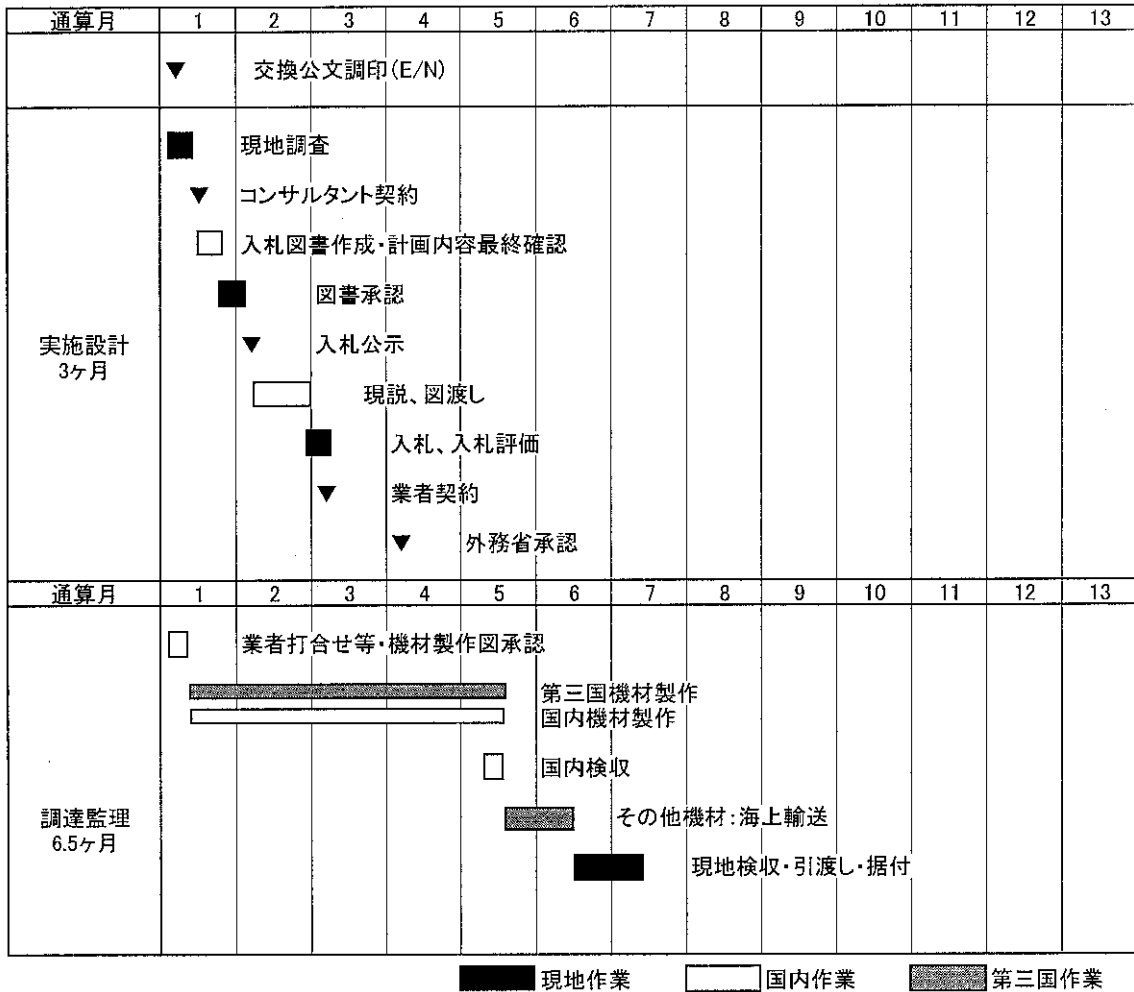 通算月 1 2 3 4 5 6 7 8 9 10 11 12 13
交換公文調印(E/N)
現地調査
コンサルタント契約
入札図書作成・計画内容最終確認
図書承認
実施設計
3ヶ月
入札公示
現説、図渡し
入札、入札評価
業者契約
外務省承認
通算月 1 2 3 4 5 6 7 8 9 10 11 12 13
業者打合せ等・機材製作図承認
第三国機材製作
国内機材製作
国内検収
調達監理
6.5ヶ月
その他機材：海上輸送
現地検収・引渡し・据付
現地作業 国内作業 第三国作業